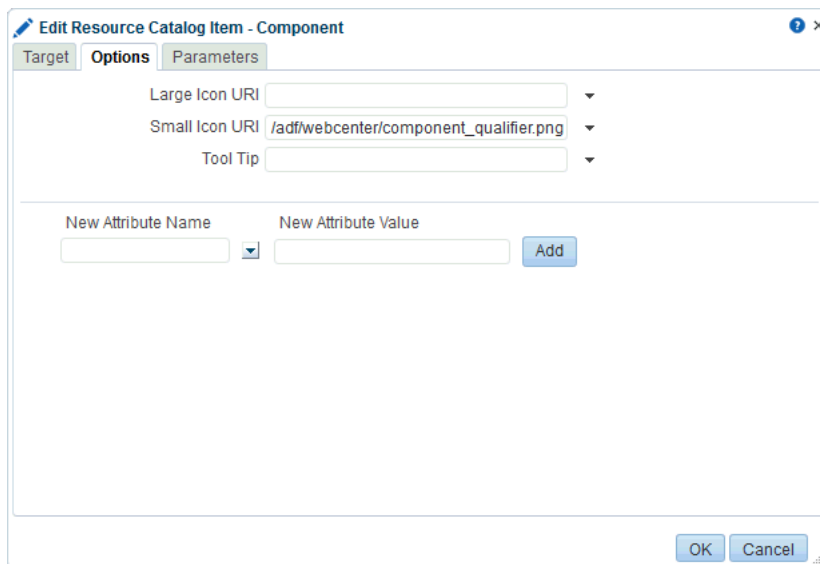 Edit Resource Catalog Item - Component
Target Options Parameters
Large Icon URI
Small Icon URI /adf/webcenter/component_qualifier.png
Tool Tip
New Attribute Name New Attribute Value
Add
OK Cancel